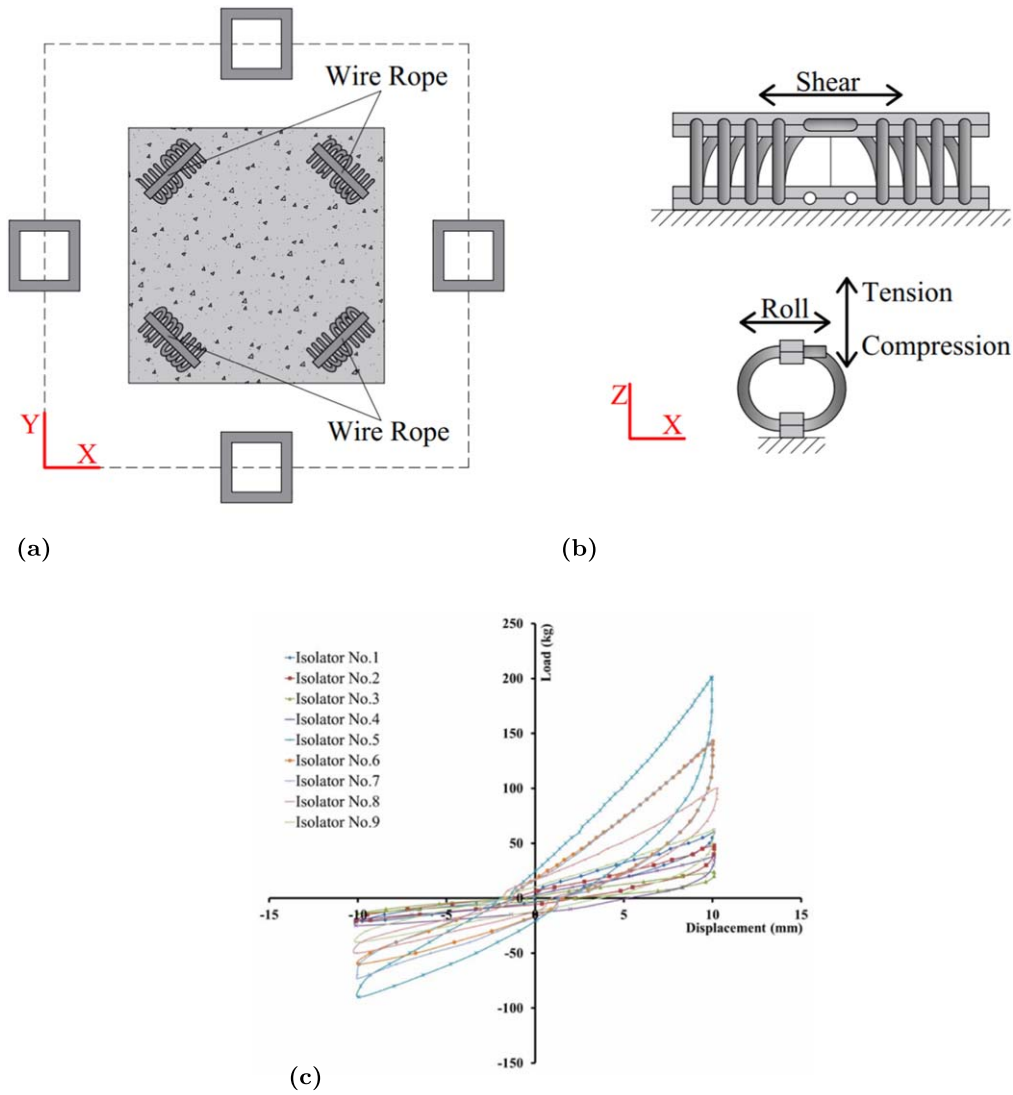 Wire Rope
Wire Rope
Y
X
(a)
Shear
Tension
Roll
Compression
Z
X
(b)
250
200
150
100
50
0
-50
-100
-150
Load (kg)
-15
-10
-5
5
10
15
Displacement (mm)
Isolator No.1
Isolator No.2
Isolator No.3
Isolator No.4
Isolator No.5
Isolator No.6
Isolator No.7
Isolator No.8
Isolator No.9
(c)